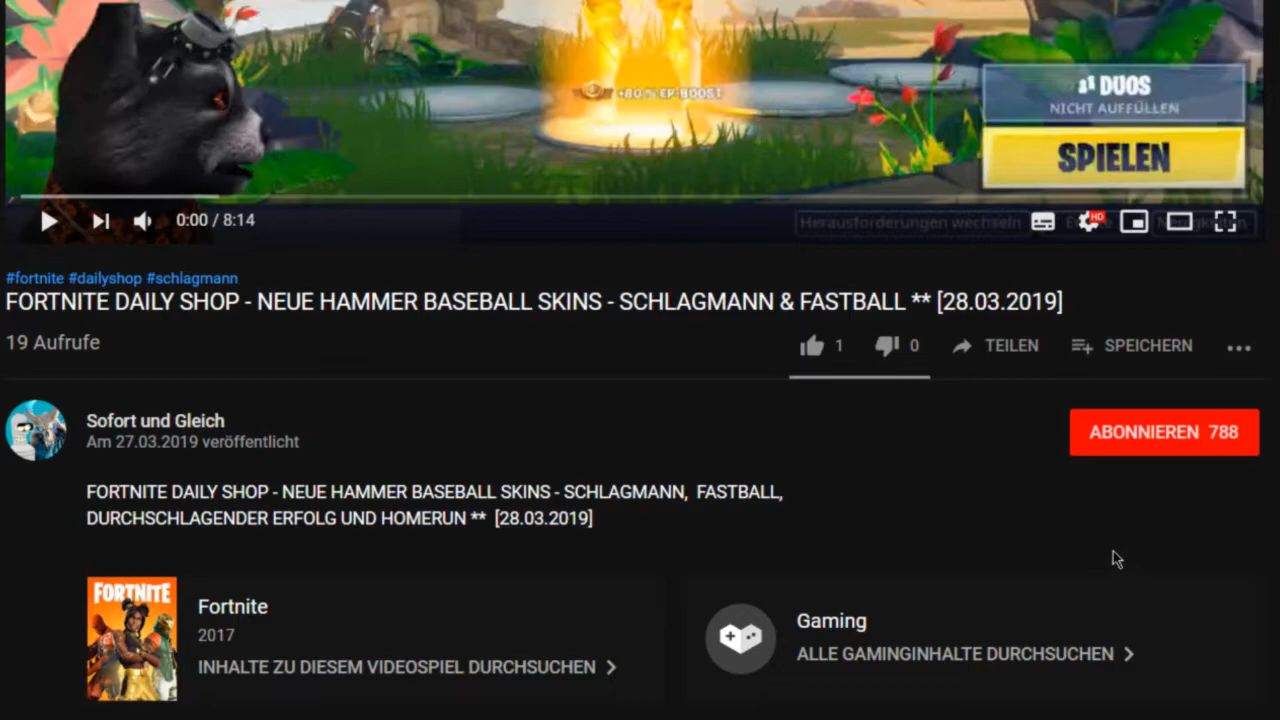 +80 % EP-BOOST
DUOS
NICHT AUFFÜLLEN
SPIELEN
0:00 / 8:14
Herausforderungen wechseln
HD
#fortnite #dailyshop #schlagmann
FORTNITE DAILY SHOP - NEUE HAMMER BASEBALL SKINS - SCHLAGMANN & FASTBALL ** [28.03.2019]
19 Aufrufe
1
0
TEILEN
SPEICHERN
Sofort und Gleich
Am 27.03.2019 veröffentlicht
ABONNIEREN 788
FORTNITE DAILY SHOP - NEUE HAMMER BASEBALL SKINS - SCHLAGMANN, FASTBALL,
DURCHSCHLAGENDER ERFOLG UND HOMERUN ** [28.03.2019]
FORTNITE
Fortnite
2017
INHALTE ZU DIESEM VIDEOSPIEL DURCHSUCHEN
Gaming
ALLE GAMINGINHALTE DURCHSUCHEN